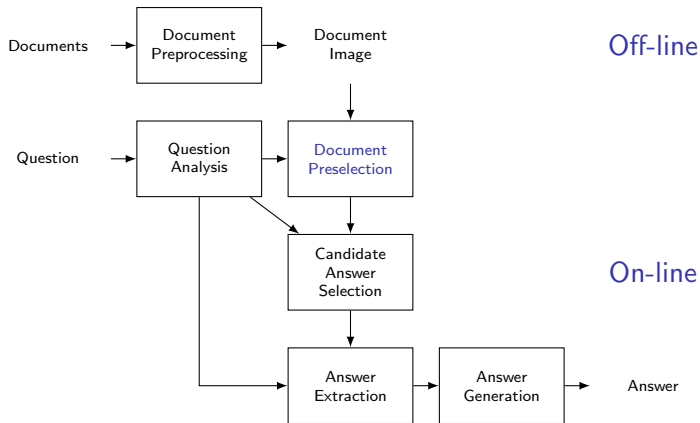 Documents
Document
Preprocessing
Document
Image
Off-line
Question
Question
Analysis
Document
Preselection
Candidate
Answer
Selection
On-line
Answer
Extraction
Answer
Generation
Answer